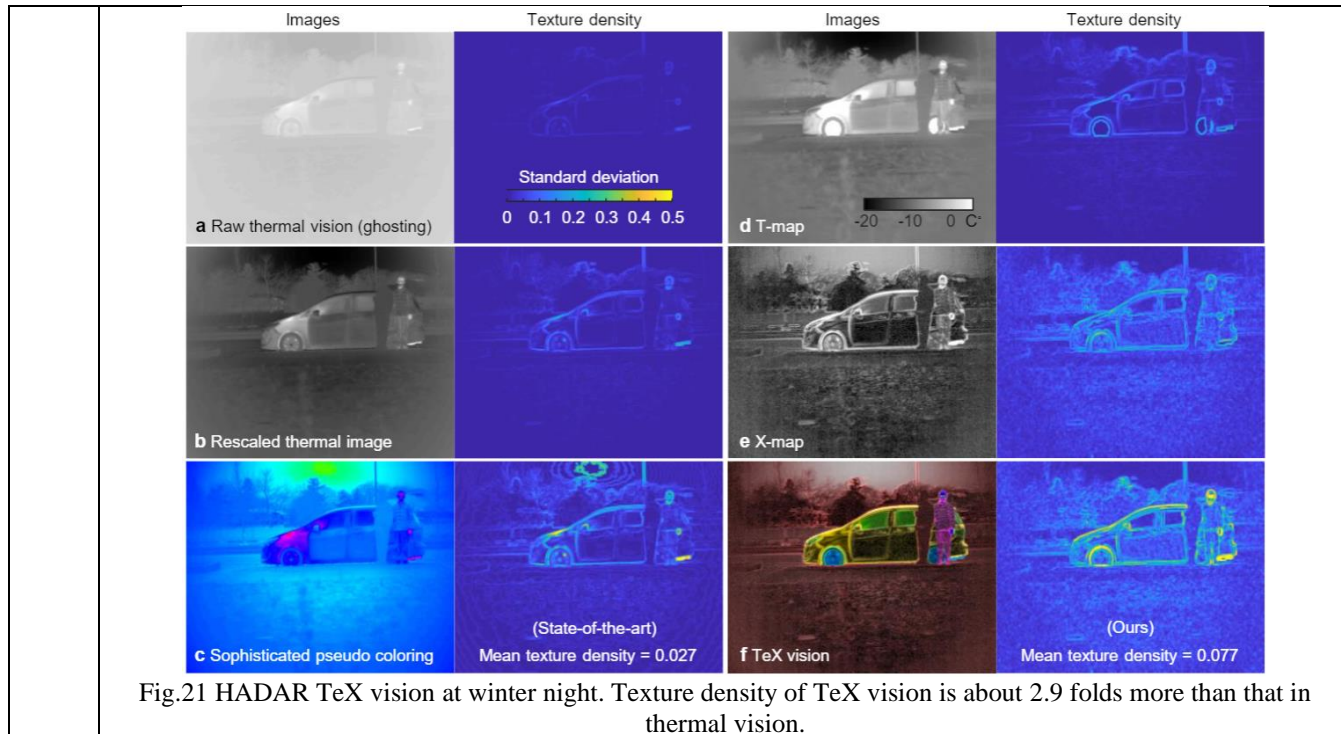 Images Texture density Images Texture density
Standard deviation
0 0.1 0.2 0.3 0.4 0.5
a Raw thermal vision (ghosting)
-20 -10 0 C°
d T-map
b Rescaled thermal image
e X-map
(State-of-the-art)
c Sophisticated pseudo coloring
Mean texture density = 0.027
(Ours)
f TeX vision
Mean texture density = 0.077
Fig.21 HADAR TeX vision at winter night. Texture density of TeX vision is about 2.9 folds more than that in
thermal vision.